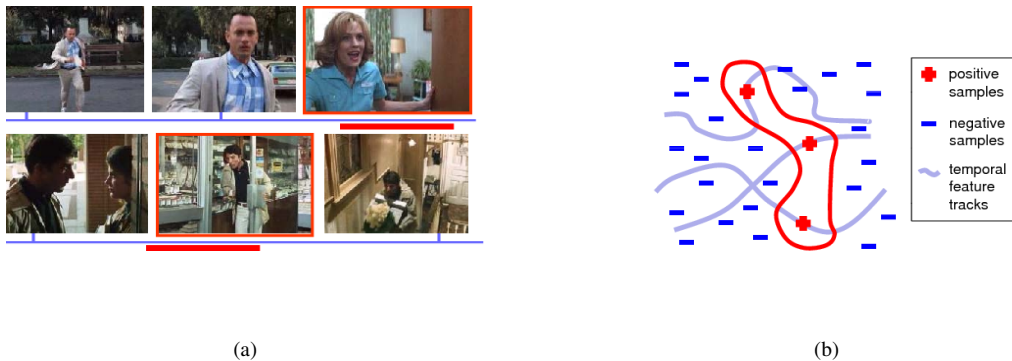 positive
samples
negative
samples
temporal
feature
tracks
(a)
(b)